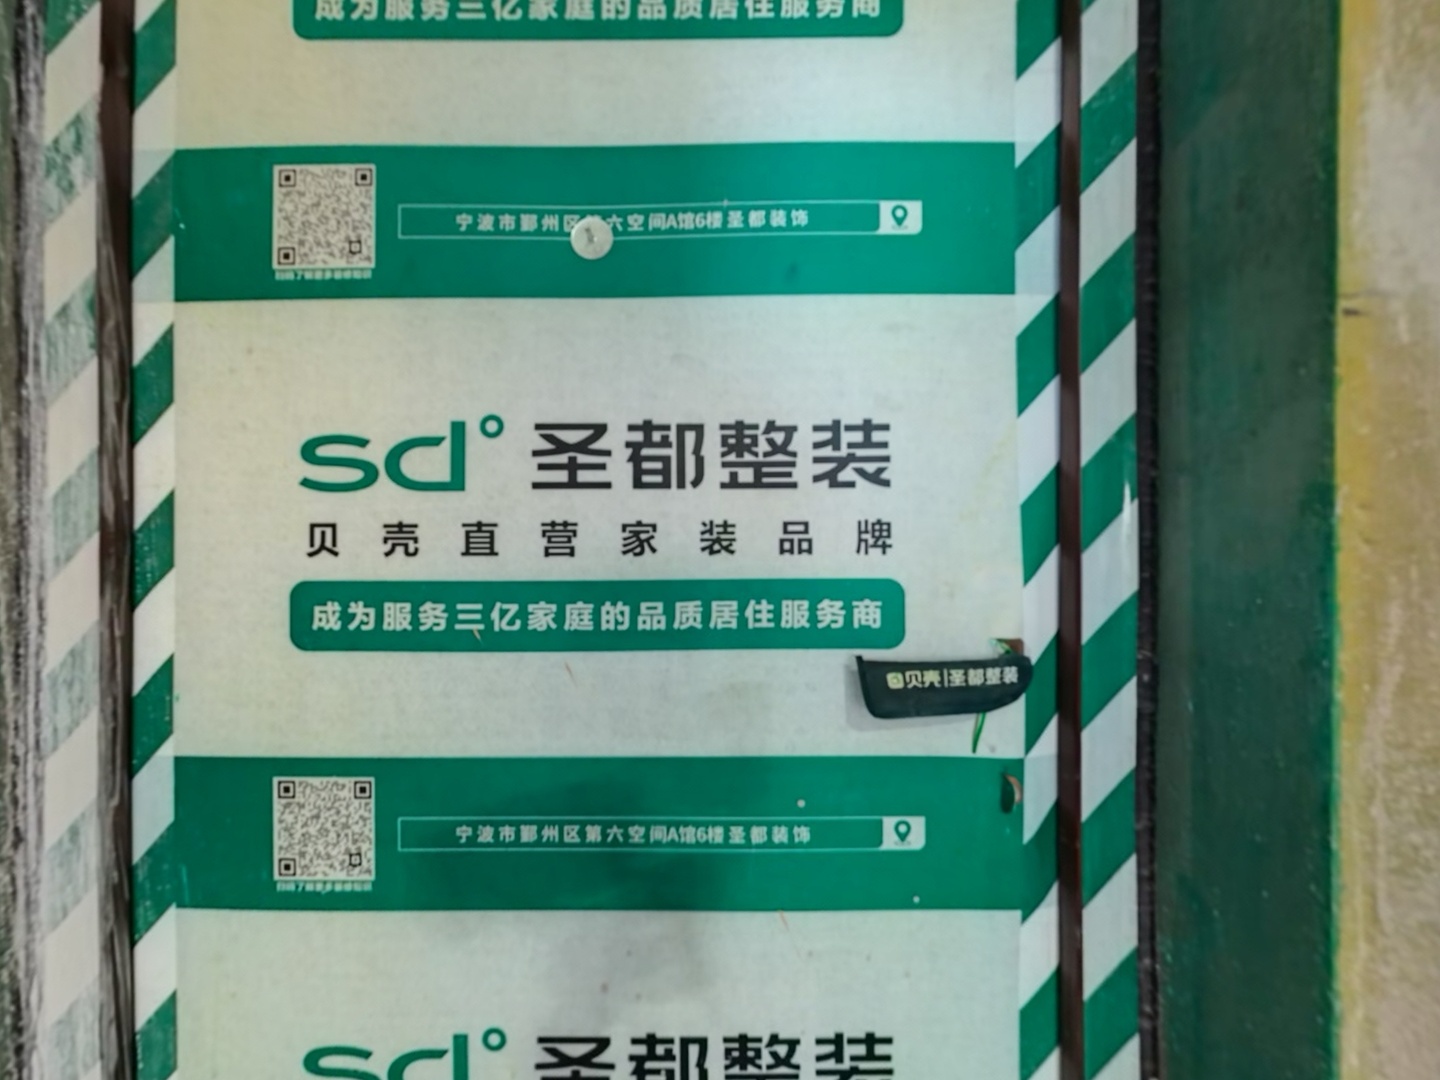 成为服务三亿家庭的品质居住服务商
宁波市鄞州区第六空间A馆6楼圣都装饰
sd° 圣都整装
贝壳直营家装品牌
成为服务三亿家庭的品质居住服务商
贝壳|圣都整装
宁波市鄞州区第六空间A馆6楼圣都装饰
sd° 圣都整装